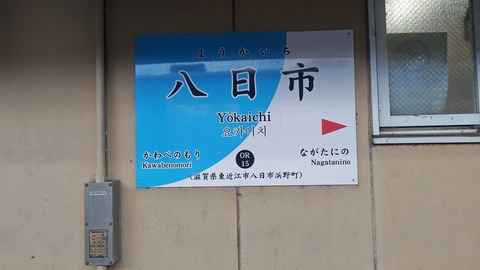 ようかいち
八日市
Yōkaichi
요카이치
かわべのもり
Kawabenomori
OR
15
ながたにの
Nagatanino
(滋賀県東近江市八日市浜野町)